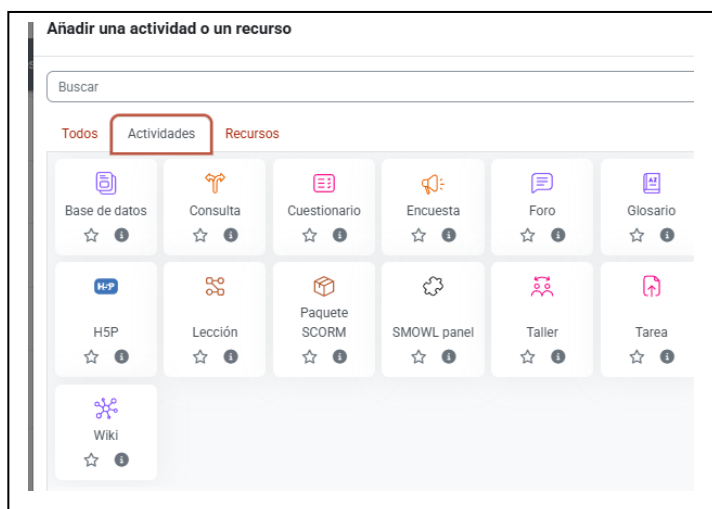 Añadir una actividad o un recurso
Buscar
Todos Actividades Recursos
Base de datos Consulta Cuestionario Encuesta Foro Glosario
H5P Lección Paquete SCORM SMOWL panel Taller Tarea
Wiki